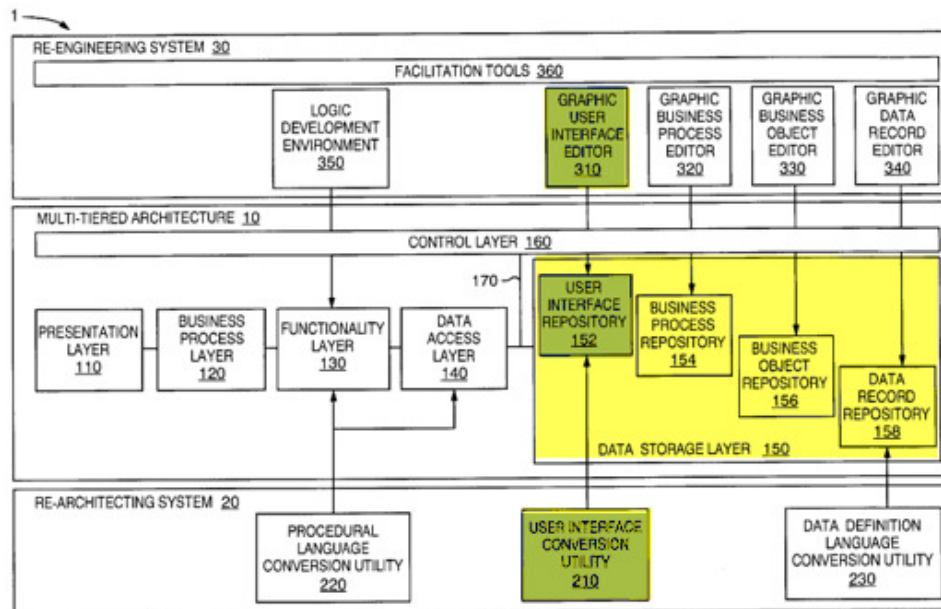 1
RE-ENGINEERING SYSTEM 30
FACILITATION TOOLS 360
LOGIC
DEVELOPMENT
ENVIRONMENT
350
GRAPHIC
USER
INTERFACE
EDITOR
310
GRAPHIC
BUSINESS
PROCESS
EDITOR
320
GRAPHIC
BUSINESS
OBJECT
EDITOR
330
GRAPHIC
DATA
RECORD
EDITOR
340
MULTI-TIERED ARCHITECTURE 10
CONTROL LAYER 160
170
PRESENTATION
LAYER
110
BUSINESS
PROCESS
LAYER
120
FUNCTIONALITY
LAYER
130
DATA
ACCESS
LAYER
140
USER
INTERFACE
REPOSITORY
152
BUSINESS
PROCESS
REPOSITORY
154
BUSINESS
OBJECT
REPOSITORY
156
DATA
RECORD
REPOSITORY
158
DATA STORAGE LAYER 150
RE-ARCHITECTING SYSTEM 20
PROCEDURAL
LANGUAGE
CONVERSION UTILITY
220
USER INTERFACE
CONVERSION
UTILITY
210
DATA DEFINITION
LANGUAGE
CONVERSION UTILITY
230